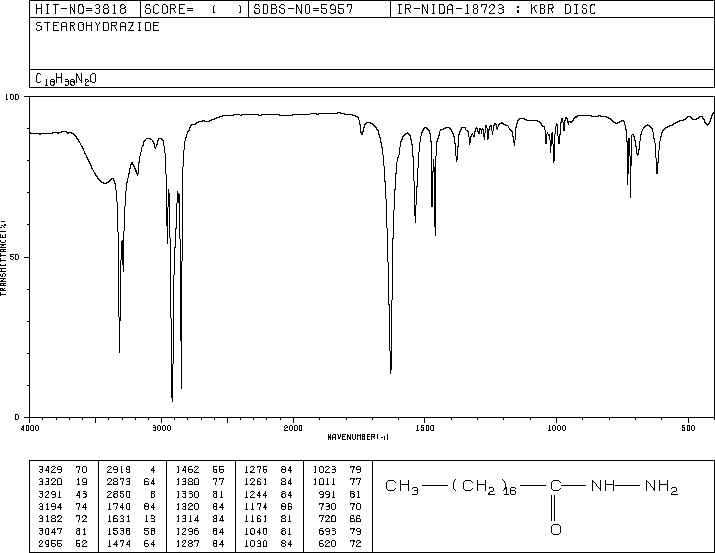 HIT-NO=3818 SCORE= ( ) SDBS-NO=5957 IR-NIDA-18723 : KBR DISC
STEAROHYDRAZIDE
C18H38N2O
100
50
0
TRANSMITTANCE(%)
4000 3000 2000 1500 1000 500
WAVENUMBER(-1)
3429 70 2919 4 1462 55 1276 84 1023 79
3320 19 2873 64 1380 77 1261 84 1011 77
3291 43 2850 8 1330 81 1244 84 991 81
3194 74 1740 84 1320 84 1174 86 730 70
3182 72 1631 13 1314 84 1161 81 720 66
3047 81 1538 58 1296 84 1040 81 693 79
2955 52 1474 64 1287 84 1030 84 620 72
CH3—(CH2)16—C—NH—NH2
O